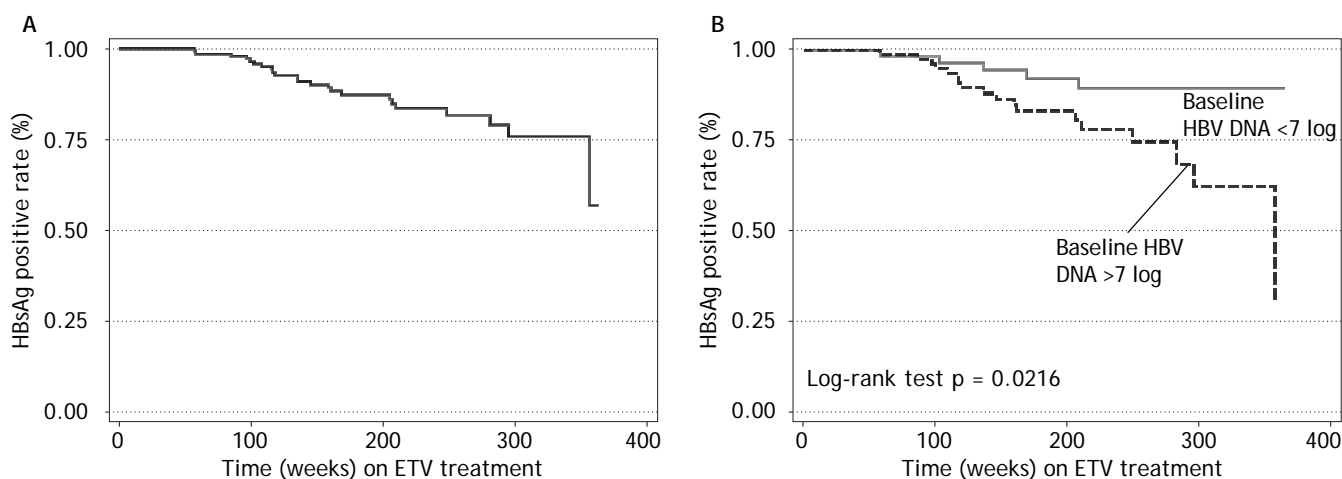 A
HBsAg positive rate (%)
1.00
0.75
0.50
0.25
0.00
0
100
200
300
400
Time (weeks) on ETV treatment
B
HBsAg positive rate (%)
1.00
0.75
0.50
0.25
0.00
Baseline
HBV DNA <7 log
Baseline HBV
DNA >7 log
Log-rank test p = 0.0216
0
100
200
300
400
Time (weeks) on ETV treatment